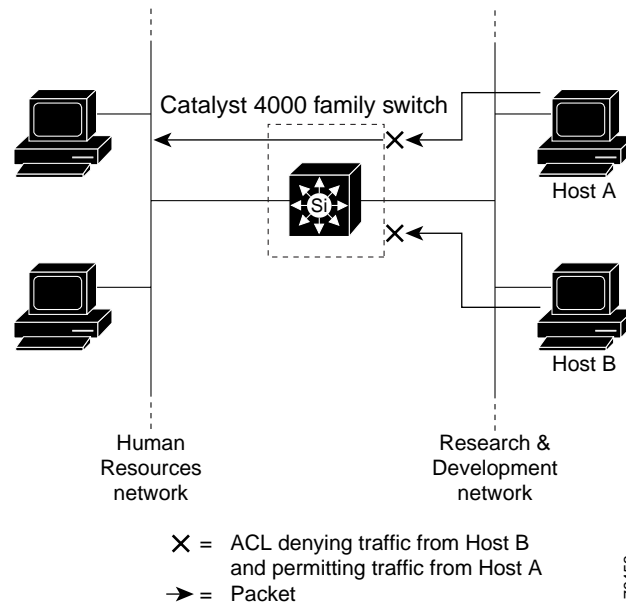 Catalyst 4000 family switch
Si
Host A
Host B
Human
Resources
network
Research &
Development
network
X = ACL denying traffic from Host B
and permitting traffic from Host A
= Packet